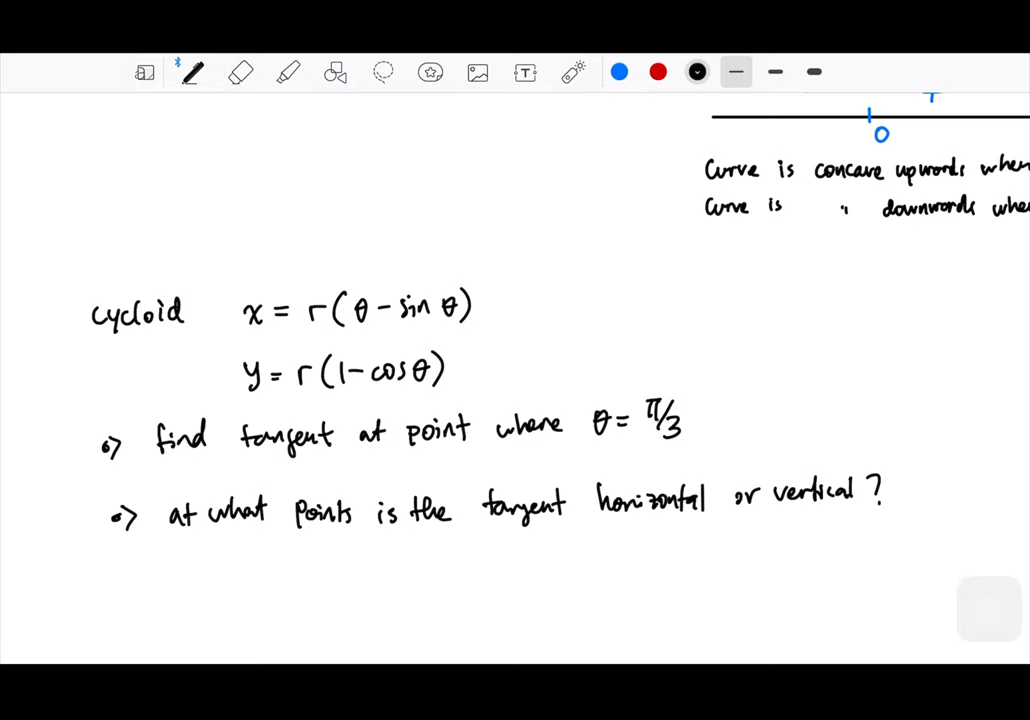 0
Curve is concave upwards when
Curve is " downwards whe
cycloid x = r(θ - sin θ)
y = r(1 - cos θ)
⇒ find tangent at point where θ = π/3
⇒ at what points is the tangent horizontal or vertical?